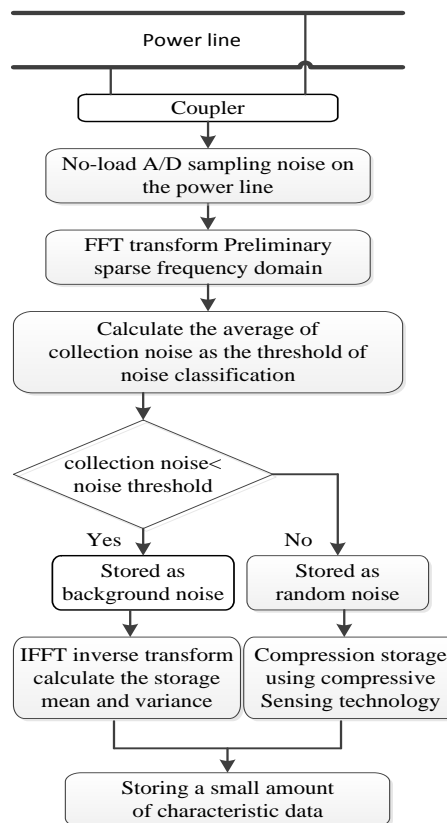 Power line
Coupler
No-load A/D sampling noise on
the power line
FFT transform Preliminary
sparse frequency domain
Calculate the average of
collection noise as the threshold of
noise classification
collection noise<
noise threshold
Yes
No
Stored as
background noise
Stored as
random noise
IFFT inverse transform
calculate the storage
mean and variance
Compression storage
using compressive
Sensing technology
Storing a small amount
of characteristic data